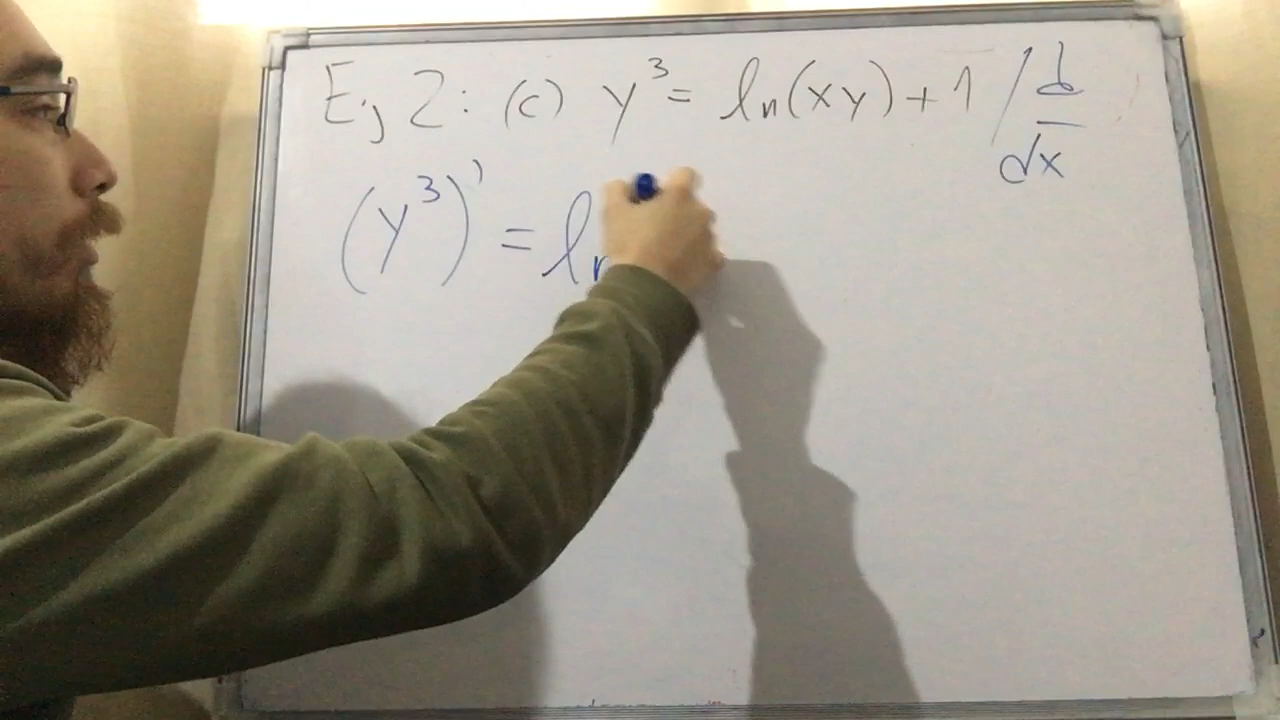 Ej 2: (c) y³ = ln(xy) + 1 / d/dx
(y³)' = ln